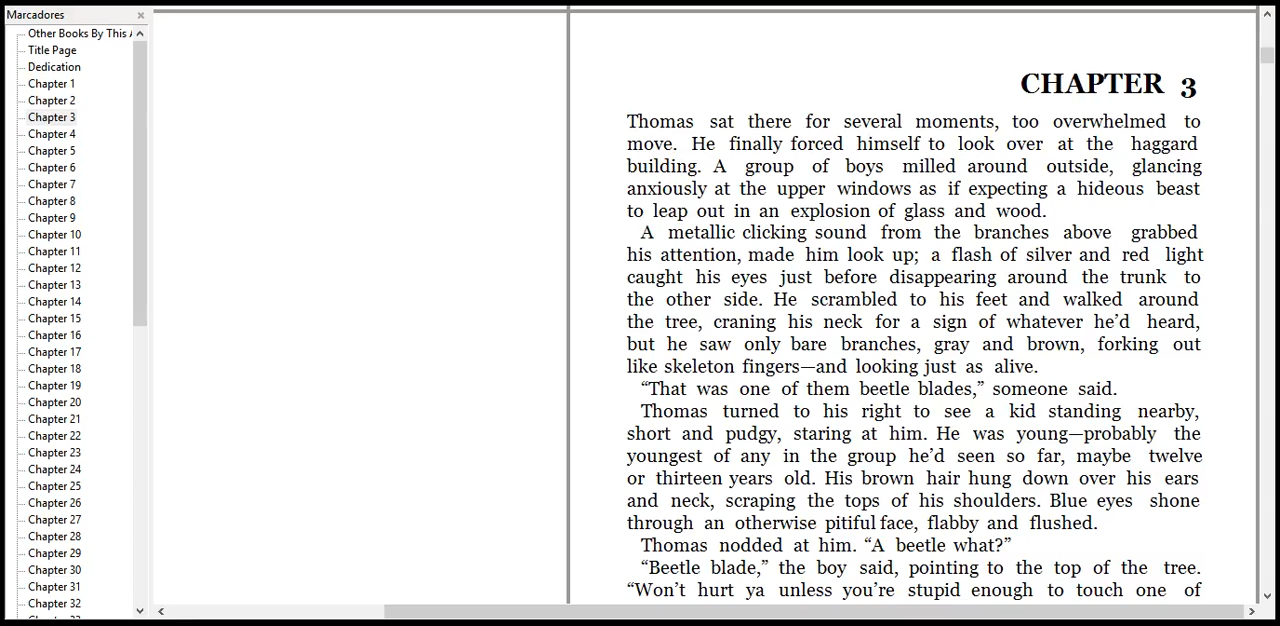 Marcadores
Other Books By This
Title Page
Dedication
Chapter 1
Chapter 2
Chapter 3
Chapter 4
Chapter 5
Chapter 6
Chapter 7
Chapter 8
Chapter 9
Chapter 10
Chapter 11
Chapter 12
Chapter 13
Chapter 14
Chapter 15
Chapter 16
Chapter 17
Chapter 18
Chapter 19
Chapter 20
Chapter 21
Chapter 22
Chapter 23
Chapter 24
Chapter 25
Chapter 26
Chapter 27
Chapter 28
Chapter 29
Chapter 30
Chapter 31
Chapter 32
CHAPTER 3
Thomas sat there for several moments, too overwhelmed to
move. He finally forced himself to look over at the haggard
building. A group of boys milled around outside, glancing
anxiously at the upper windows as if expecting a hideous beast
to leap out in an explosion of glass and wood.
A metallic clicking sound from the branches above grabbed
his attention, made him look up; a flash of silver and red light
caught his eyes just before disappearing around the trunk to
the other side. He scrambled to his feet and walked around
the tree, craning his neck for a sign of whatever he’d heard,
but he saw only bare branches, gray and brown, forking out
like skeleton fingers—and looking just as alive.
“That was one of them beetle blades,” someone said.
Thomas turned to his right to see a kid standing nearby,
short and pudgy, staring at him. He was young—probably the
youngest of any in the group he’d seen so far, maybe twelve
or thirteen years old. His brown hair hung down over his ears
and neck, scraping the tops of his shoulders. Blue eyes shone
through an otherwise pitiful face, flabby and flushed.
Thomas nodded at him. “A beetle what?”
“Beetle blade,” the boy said, pointing to the top of the tree.
“Won’t hurt ya unless you’re stupid enough to touch one of